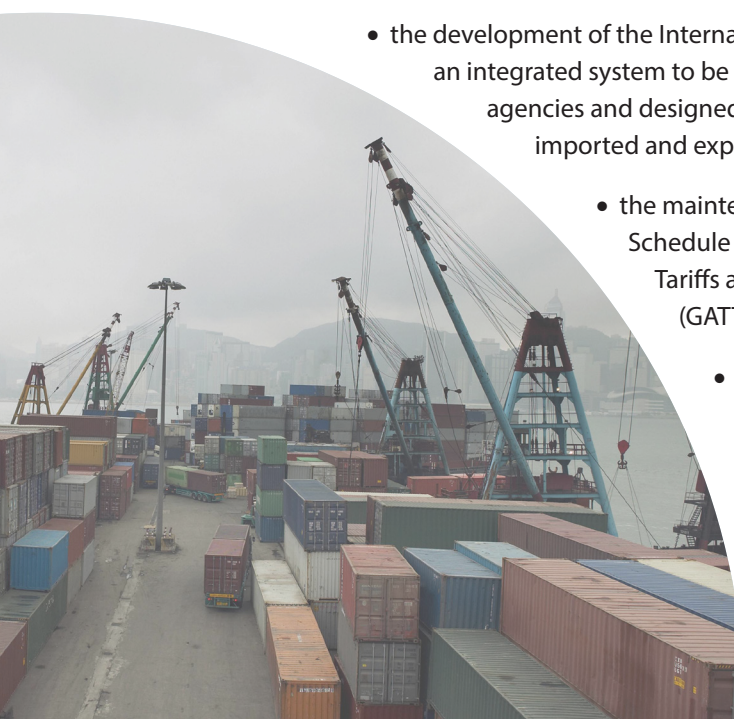 • the development of the Interna
an integrated system to be
agencies and designed
imported and exp
• the mainte
Schedule
Tariffs a
(GATT
•